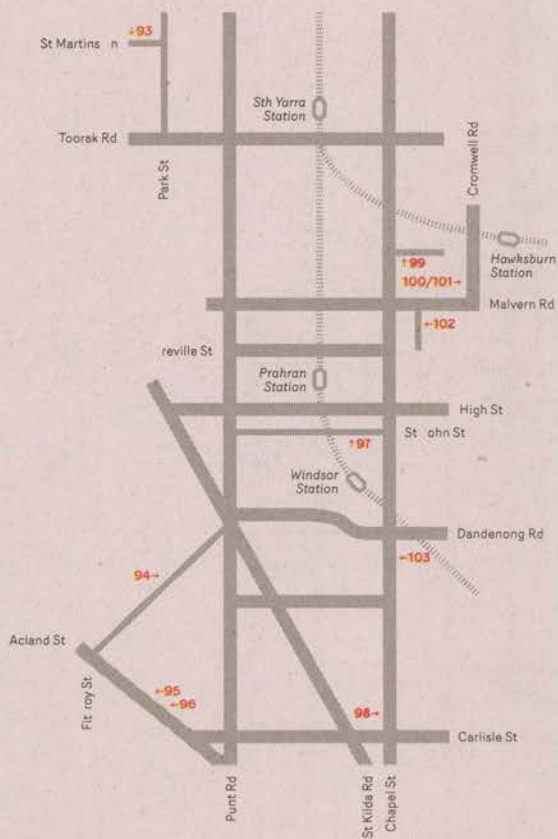 ↓93
St Martins n
Sth Yarra
Station
Toorak Rd
Park St
Cromwell Rd
↑99
Hawksburn
Station
100/101→
Malvern Rd
←102
reville St
Prahran
Station
High St
St ohn St
↑97
Windsor
Station
Dandenong Rd
←103
94→
Acland St
Fit roy St
←95
←96
98→
Carlisle St
Punt Rd
St Kilda Rd
Chapel St